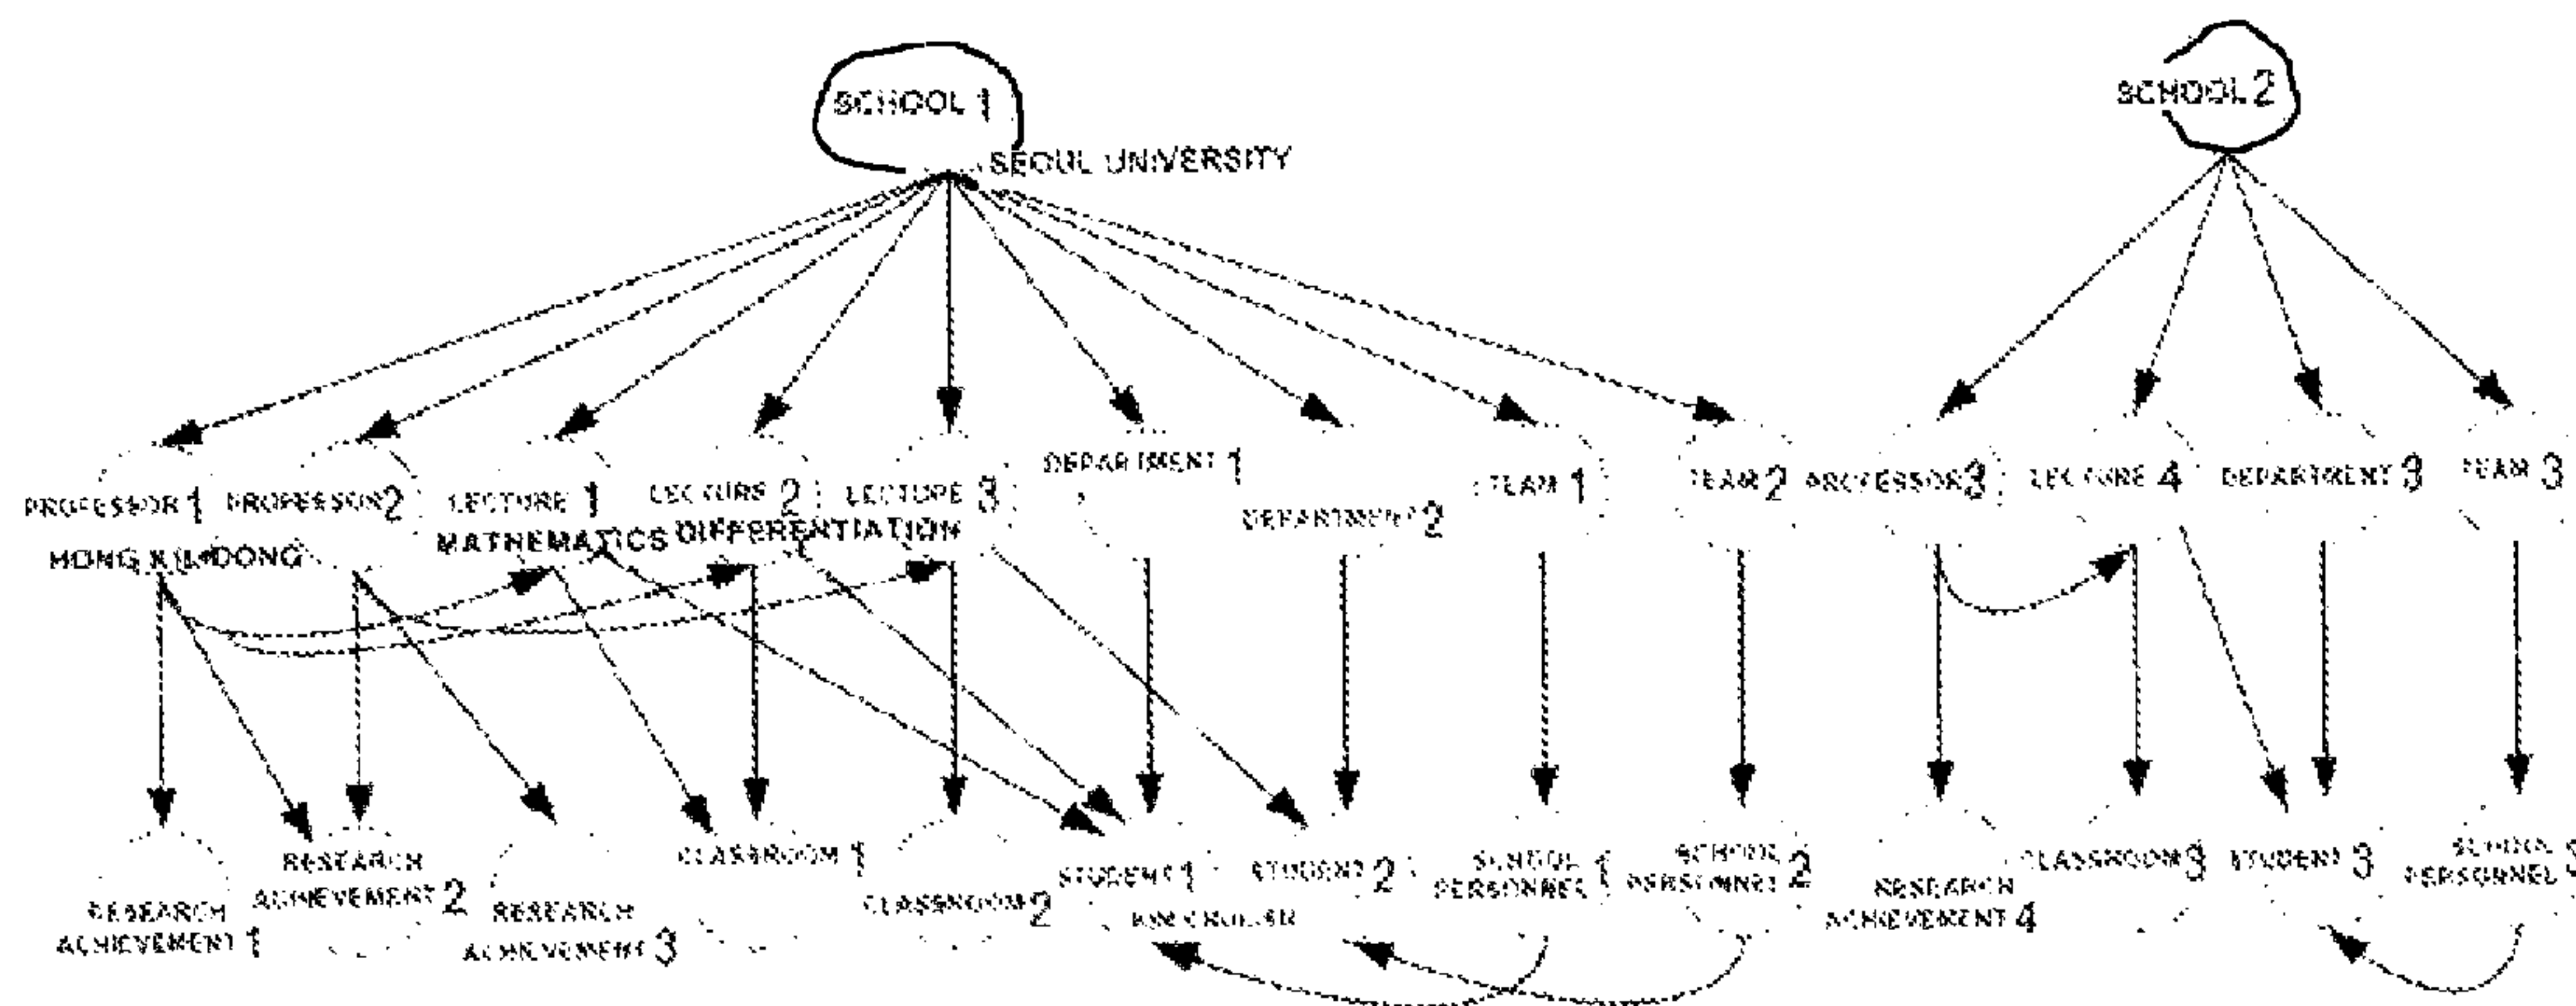 SCHOOL 1
SCHOOL 2
SEOUL UNIVERSITY
PROFESSOR 1
PROFESSOR 2
LECTURE 1
LECTURE 2
LECTURE 3
DEPARTMENT 1
DEPARTMENT 2
TEAM 1
TEAM 2
PROFESSOR 3
LECTURE 4
DEPARTMENT 3
TEAM 3
HONG
MATHEMATICS
DIFFERENTIATION
RESEARCH
ACHIEVEMENT 1
RESEARCH
ACHIEVEMENT 2
RESEARCH
ACHIEVEMENT 3
CLASSROOM 1
CLASSROOM 2
STUDENT 1
KIM
STUDENT 2
SCHOOL
PERSONNEL 1
SCHOOL
PERSONNEL 2
RESEARCH
ACHIEVEMENT 4
CLASSROOM 3
STUDENT 3
SCHOOL
PERSONNEL 3